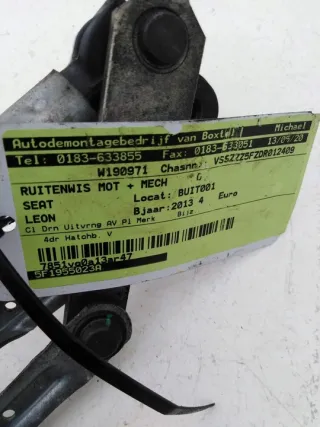 Autodemontagebedrijf van Boxtel Michael
Tel: 0183-633855 Fax: 0183-633051 13/09/20
W190971 Chasnr. VSSZZZ5FZDR012409
RUITENWIS MOT + MECH G.
SEAT Locat: BUIT001
LEON Bjaar: 2013 4 Euro
Cl Drn Uitvrng AV Pl Merk Blz
4dr Hatchb V
5F1955023A